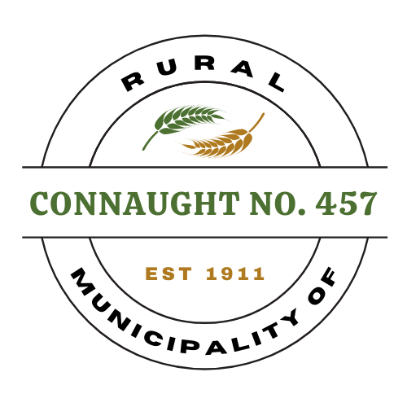 RURAL
MUNICIPALITY OF
CONNAUGHT NO. 457
EST 1911